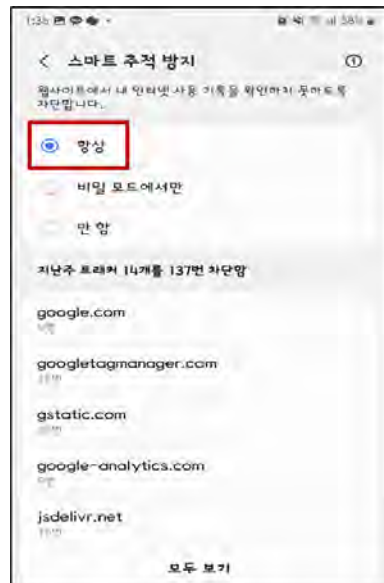 1:36
58%
스마트 추적 방지
웹사이트에서 내 인터넷 사용 기록을 확인하지 못하도록
차단합니다.
항상
비밀 모드에서만
안 함
지난주 트래커 14개를 137번 차단함
google.com
googletagmanager.com
gstatic.com
google-analytics.com
jsdelivr.net
모두 보기